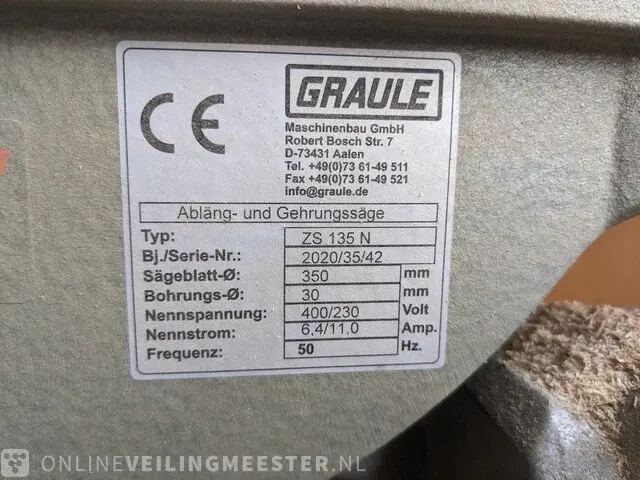 CE
GRAULE
Maschinenbau GmbH
Robert Bosch Str. 7
D-73431 Aalen
Tel. +49(0)73 61-49 511
Fax +49(0)73 61-49 521
info@graule.de
Abläng- und Gehrungssäge
Typ: ZS 135 N
Bj./Serie-Nr.: 2020/35/42
Sägeblatt-Ø: 350 mm
Bohrungs-Ø: 30 mm
Nennspannung: 400/230 Volt
Nennstrom: 6,4/11,0 Amp.
Frequenz: 50 Hz.
ONLINEVEILINGMEESTER.NL